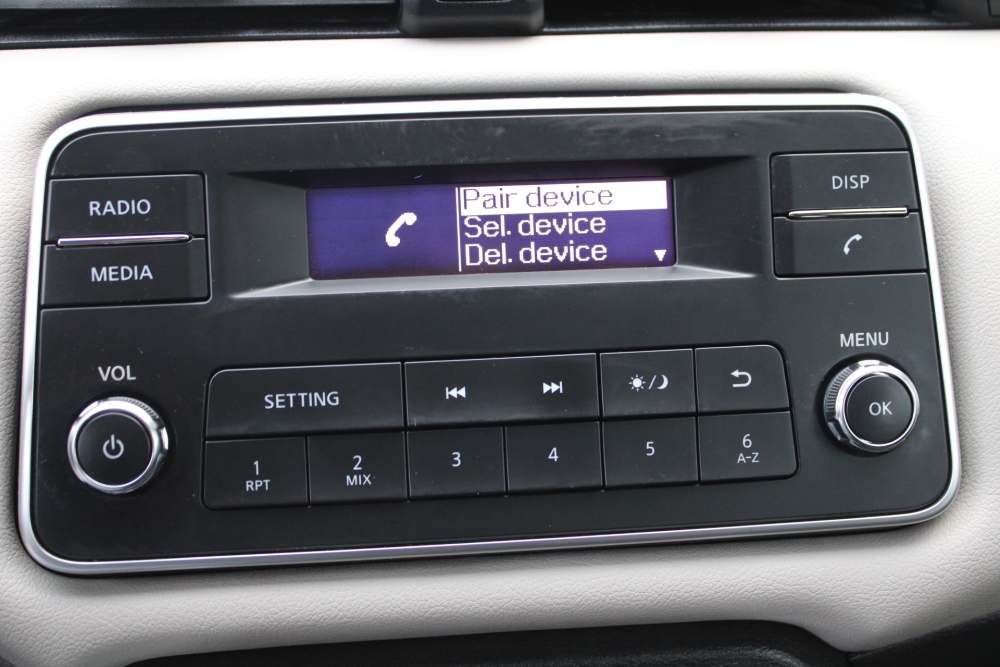 RADIO
MEDIA
Pair device
Sel. device
Del. device
DISP
VOL
MENU
SETTING
OK
1
RPT
2
MIX
3
4
5
6
A-Z